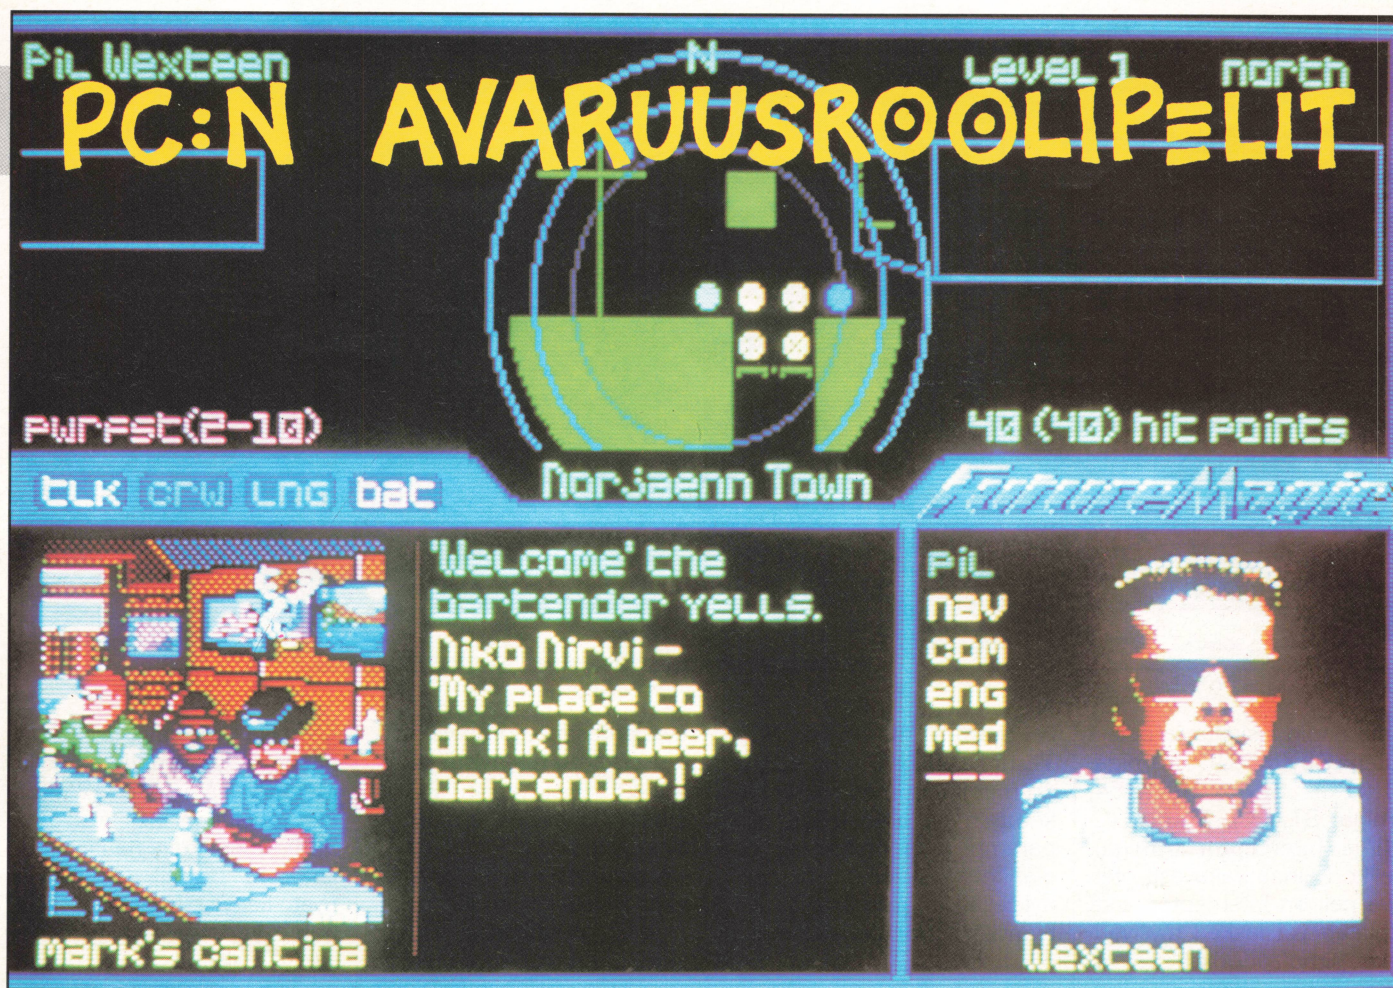 Pil Wexteen
N
Level 1 north
PC:N AVARUUSROOLIPELIT
pwrfst(2-10)
40 (40) hit points
tlk crw lng bat
Norjaenn Town
FutureMagic
'Welcome' the
bartender yells.
Niko Nirvi -
'My place to
drink! A beer,
bartender!'
pil
nav
com
eng
med
---
mark's cantina
Wexteen